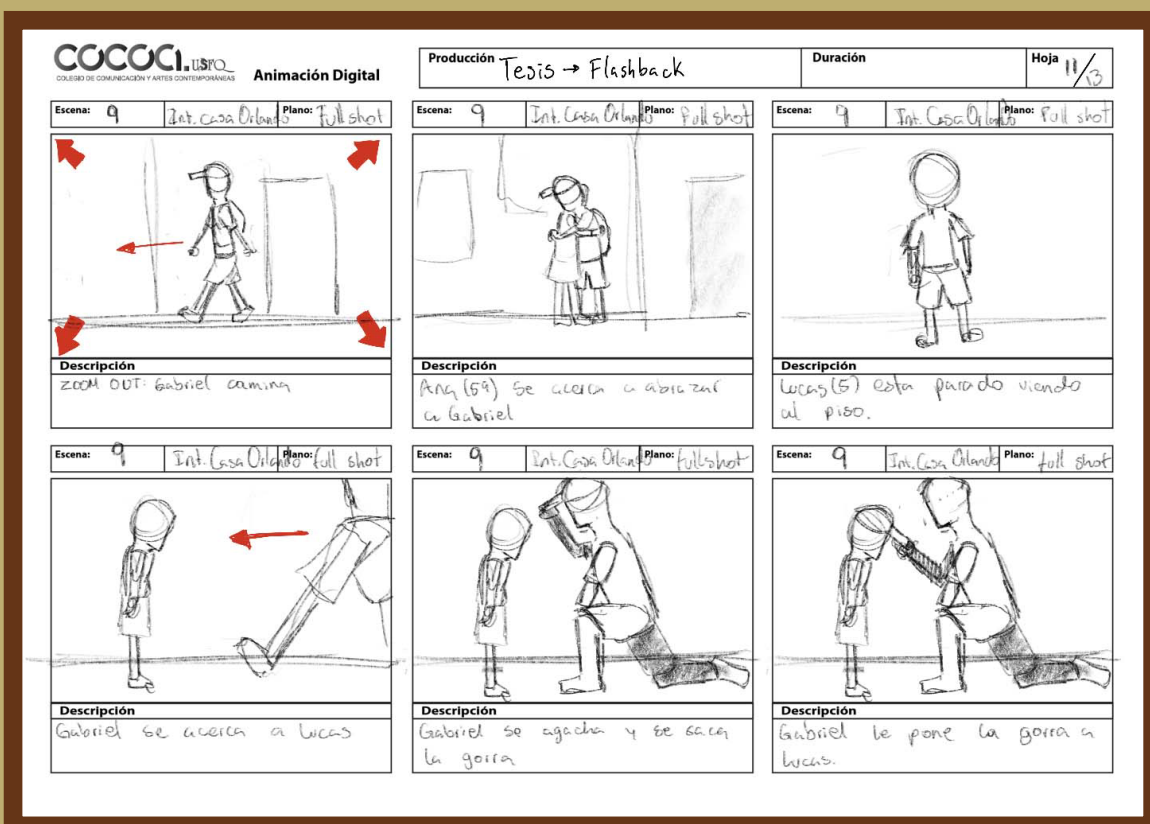 COCOCI.USFQ
COLEGIO DE COMUNICACIÓN Y ARTES CONTEMPORÁNEAS
Animación Digital
Producción Tesis → Flashback
Duración
Hoja 11/13
Escena: 9 Int. casa Orlando Plano: Full shot
Escena: 9 Int. Casa Orlando Plano: Full shot
Escena: 9 Int. Casa Orlando Plano: Full shot
Descripción
ZOOM OUT: Gabriel camina
Descripción
Ana (59) se acerca a abrazar
a Gabriel
Descripción
Lucas (5) esta parado viendo
al piso.
Escena: 9 Int. Casa Orlando Plano: full shot
Escena: 9 Int. Casa Orlando Plano: full shot
Escena: 9 Int. Casa Orlando Plano: full shot
Descripción
Gabriel se acerca a Lucas
Descripción
Gabriel se agacha y se saca
la gorra
Descripción
Gabriel le pone la gorra a
Lucas.